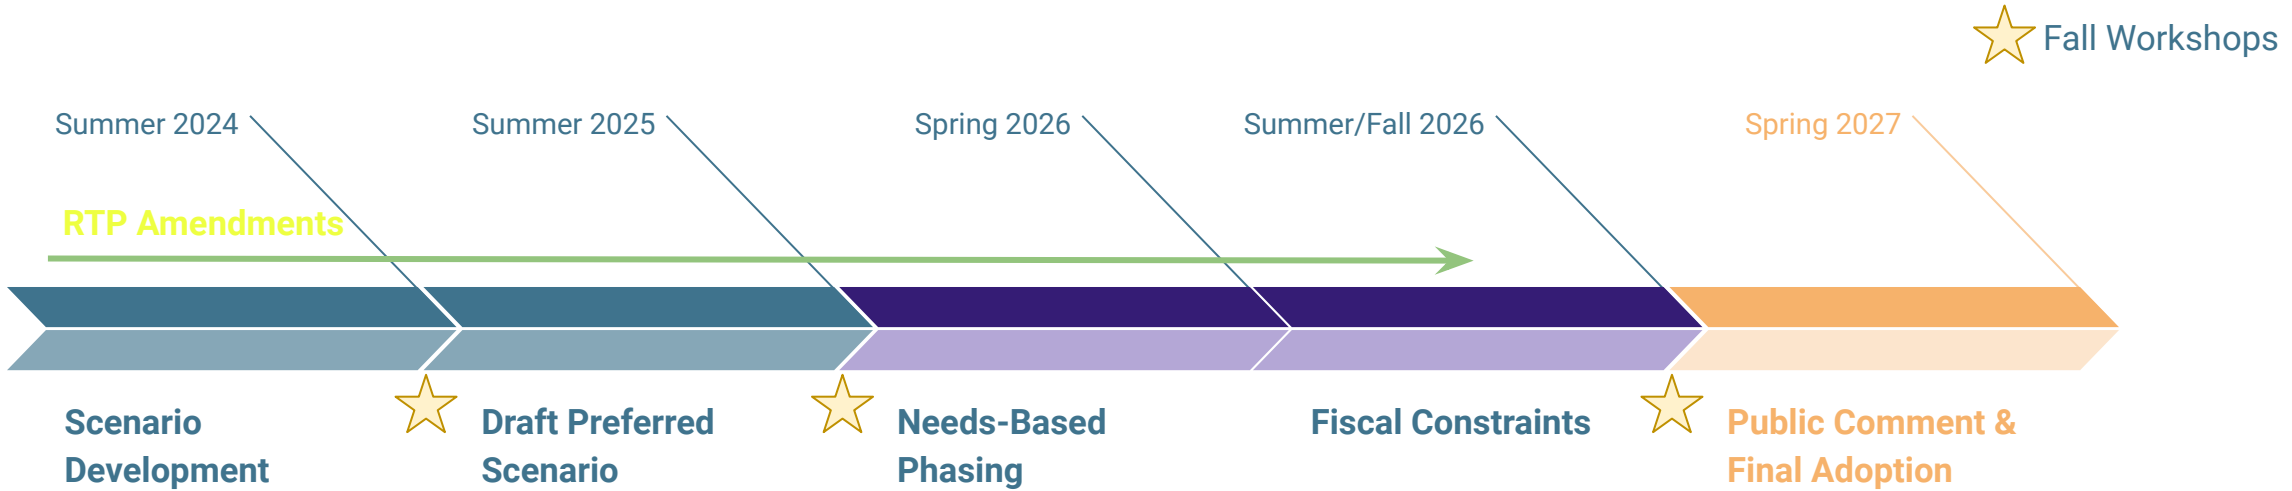 Fall Workshops
Summer 2024
Summer 2025
Spring 2026
Summer/Fall 2026
Spring 2027
RTP Amendments
Scenario
Development
Draft Preferred
Scenario
Needs-Based
Phasing
Fiscal Constraints
Public Comment &
Final Adoption